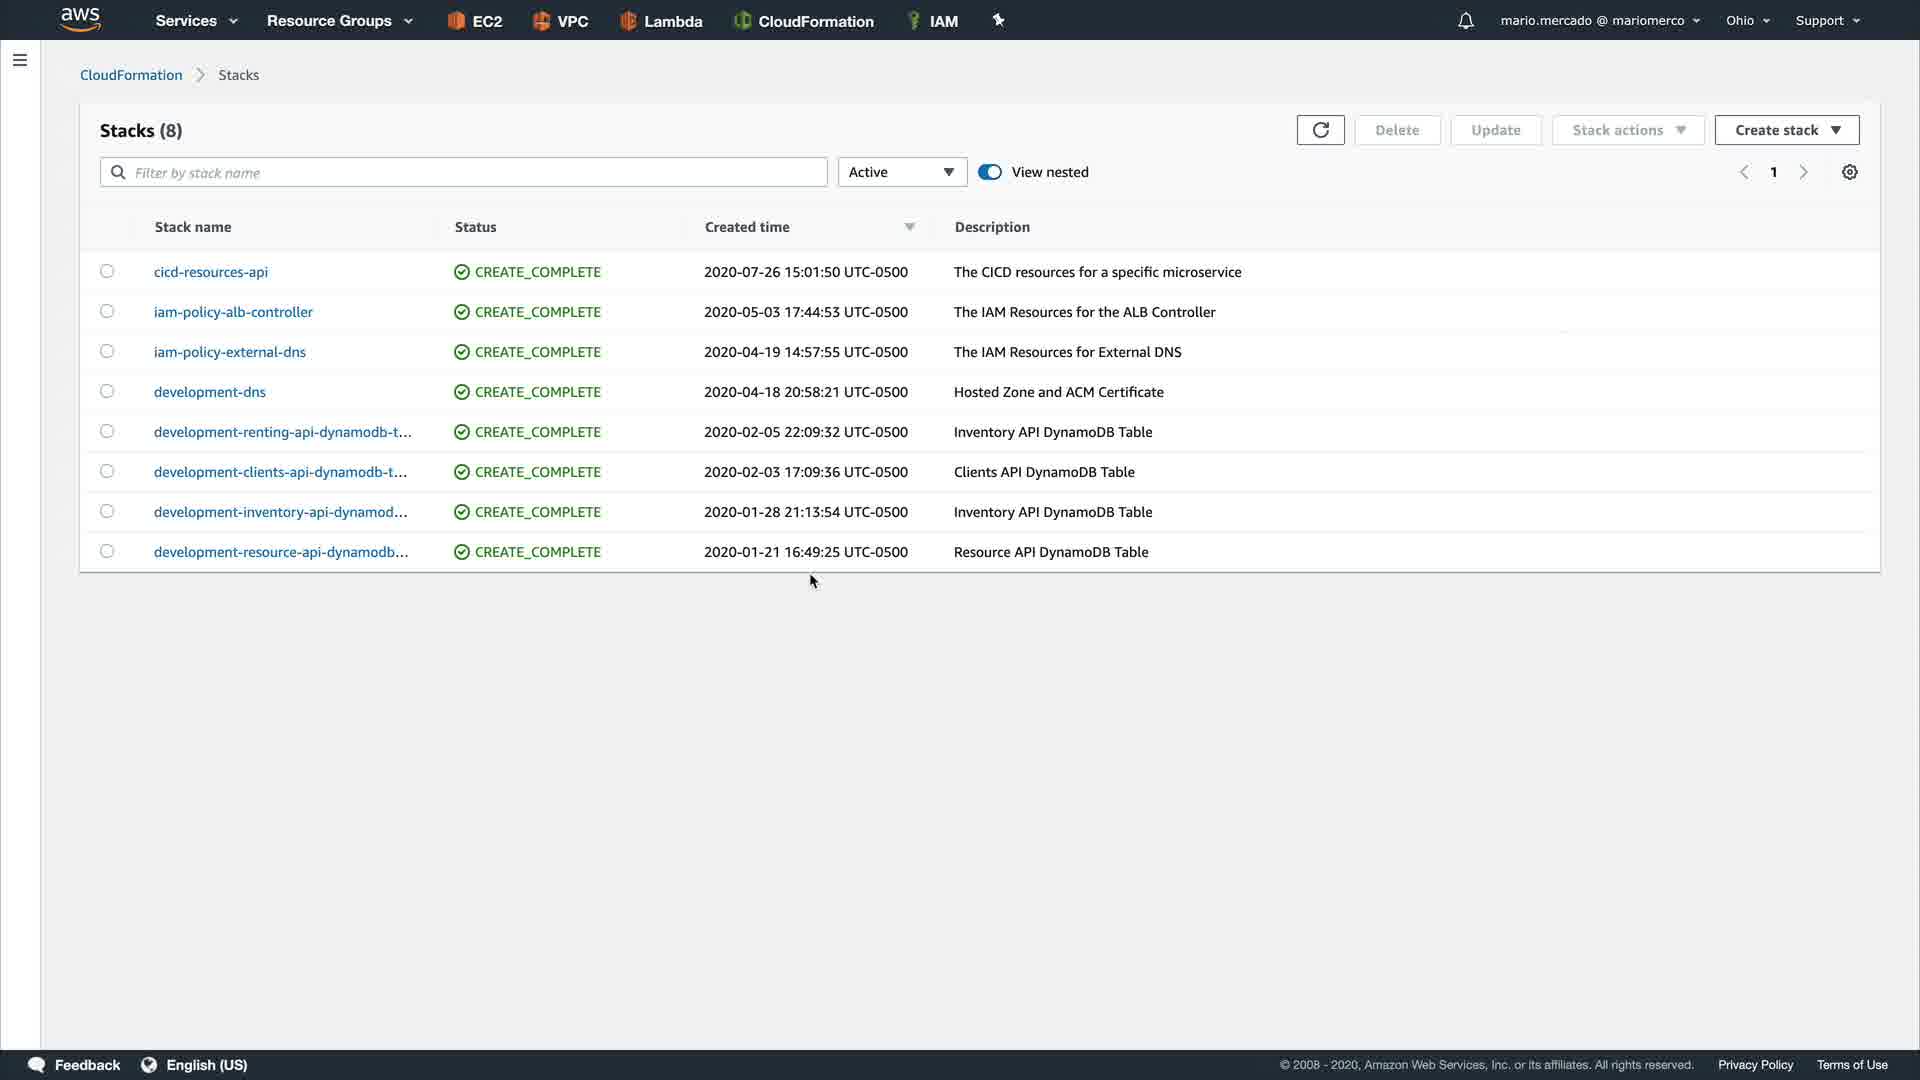 aws Services Resource Groups EC2 VPC Lambda CloudFormation IAM mario.mercado @ mariomerco Ohio Support
CloudFormation Stacks
Stacks (8) Delete Update Stack actions Create stack
Filter by stack name Active View nested 1
Stack name Status Created time Description
cicd-resources-api CREATE_COMPLETE 2020-07-26 15:01:50 UTC-0500 The CICD resources for a specific microservice
iam-policy-alb-controller CREATE_COMPLETE 2020-05-03 17:44:53 UTC-0500 The IAM Resources for the ALB Controller
iam-policy-external-dns CREATE_COMPLETE 2020-04-19 14:57:55 UTC-0500 The IAM Resources for External DNS
development-dns CREATE_COMPLETE 2020-04-18 20:58:21 UTC-0500 Hosted Zone and ACM Certificate
development-renting-api-dynamodb-t... CREATE_COMPLETE 2020-02-05 22:09:32 UTC-0500 Inventory API DynamoDB Table
development-clients-api-dynamodb-t... CREATE_COMPLETE 2020-02-03 17:09:36 UTC-0500 Clients API DynamoDB Table
development-inventory-api-dynamod... CREATE_COMPLETE 2020-01-28 21:13:54 UTC-0500 Inventory API DynamoDB Table
development-resource-api-dynamodb... CREATE_COMPLETE 2020-01-21 16:49:25 UTC-0500 Resource API DynamoDB Table
Feedback English (US) © 2008 - 2020, Amazon Web Services, Inc. or its affiliates. All rights reserved. Privacy Policy Terms of Use